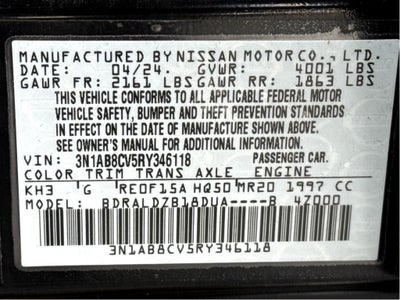 MANUFACTURED BY NISSAN MOTOR CO., LTD.
DATE: 04/24. GVWR: 4001 LBS
GAWR FR: 2161 LBS GAWR RR: 1863 LBS
THIS VEHICLE CONFORMS TO ALL APPLICABLE FEDERAL MOTOR
VEHICLE SAFETY, BUMPER AND THEFT PREVENTION STANDARDS
IN EFFECT ON THE DATE OF MANUFACTURE SHOWN ABOVE.
SEE OWNER'S MANUAL FOR ADDITIONAL INFORMATION.
VIN: 3N1AB8CV5RY346118 PASSENGER CAR.
COLOR TRIM TRANS AXLE ENGINE
KH3 G RE0F15A HQ50 MR20 1997 CC
MODEL: BDRALDZB18DUA----B 4Z000
3N1AB8CV5RY346118